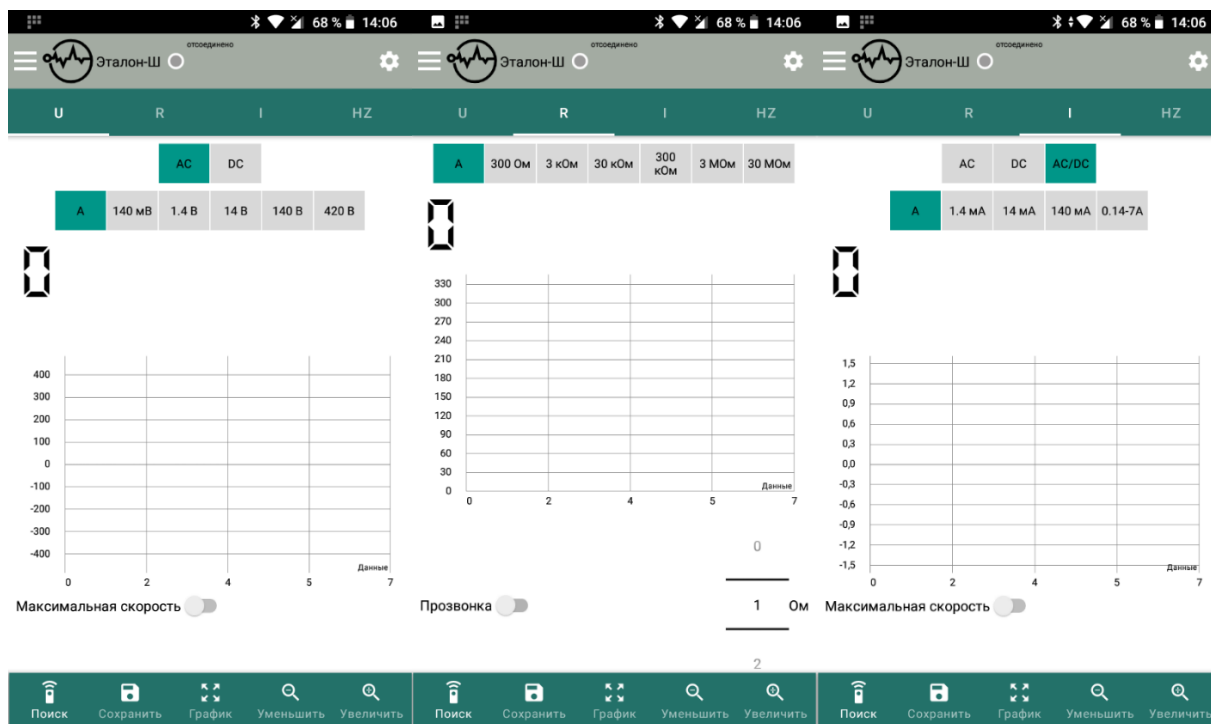 68 % 14:06
Эталон-Ш
отсоединено
U R I HZ
AC DC
A 140 мВ 1.4 В 14 В 140 В 420 В
0
400
300
200
100
0
-100
-200
-300
-400
Данные
0 2 4 5 7
Максимальная скорость
Поиск Сохранить График Уменьшить Увеличить
68 % 14:06
Эталон-Ш
отсоединено
U R I HZ
A 300 Ом 3 кОм 30 кОм 300 кОм 3 МОм 30 МОм
0
330
300
270
240
210
180
150
120
90
60
30
0
Данные
0 2 4 5 7
0
Прозвонка 1 Ом
2
Поиск Сохранить График Уменьшить Увеличить
68 % 14:06
Эталон-Ш
отсоединено
U R I HZ
AC DC AC/DC
A 1.4 мА 14 мА 140 мА 0.14-7А
0
1,5
1,2
0,9
0,6
0,3
0,0
-0,3
-0,6
-0,9
-1,2
-1,5
Данные
0 2 4 5 7
Максимальная скорость
Поиск Сохранить График Уменьшить Увеличить